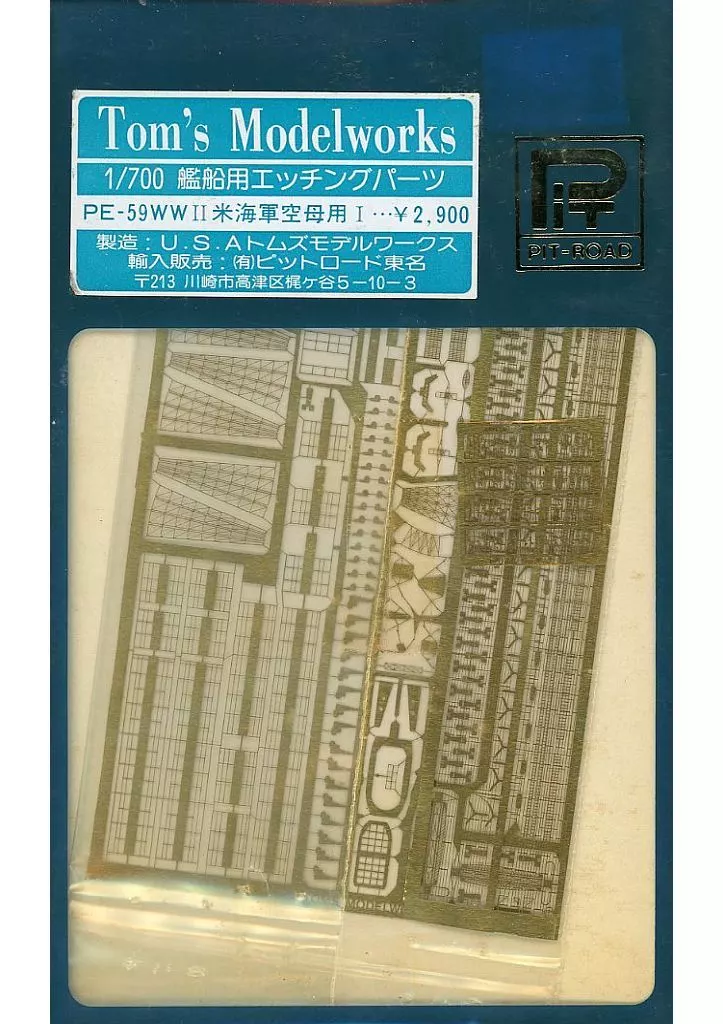 Tom's Modelworks
1/700 艦船用エッチングパーツ
PE-59WWⅡ米海軍空母用Ⅰ…¥2,900
製造：U.S.Aトムズモデルワークス
輸入販売：㈲ピットロード東名
〒213 川崎市高津区梶ケ谷5-10-3
PIT
PIT-ROAD
MODELW